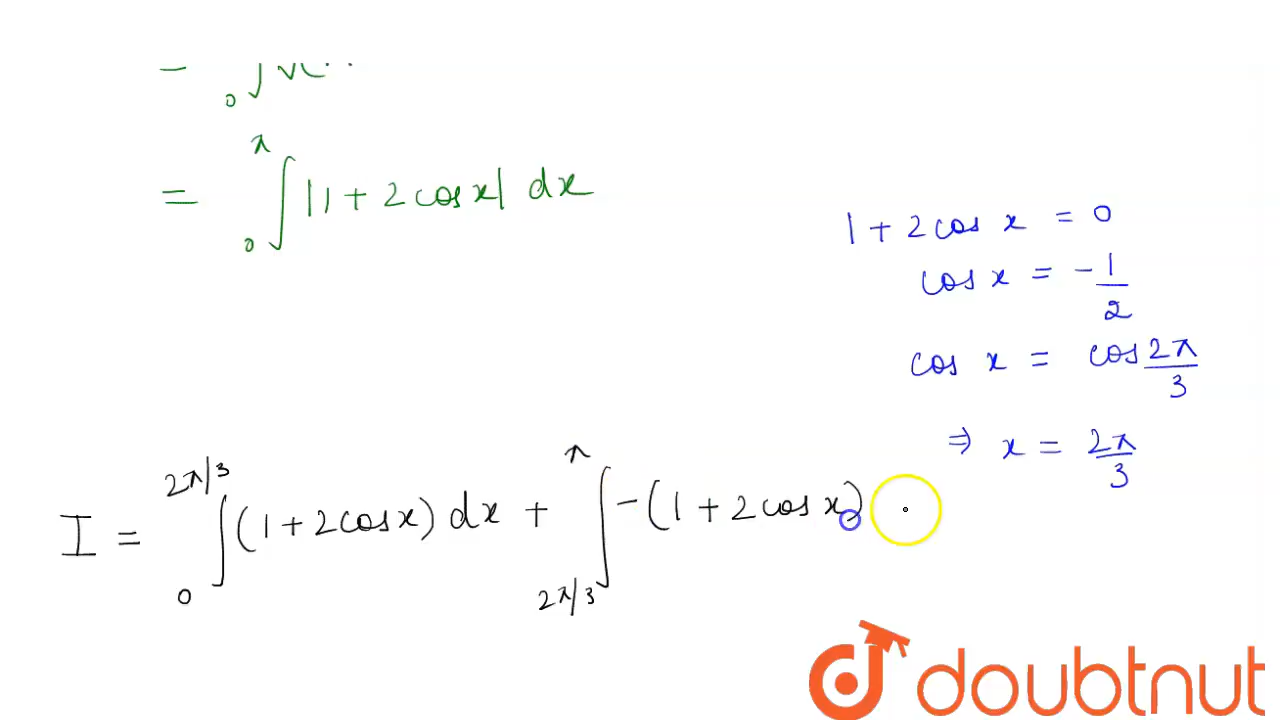 = ∫₀^π |1 + 2 cos x| dx
1 + 2 cos x = 0
cos x = -1/2
cos x = cos 2π/3
⇒ x = 2π/3
I = ∫₀^{2π/3} (1 + 2 cos x) dx + ∫_{2π/3}^π -(1 + 2 cos x)
doubtnut